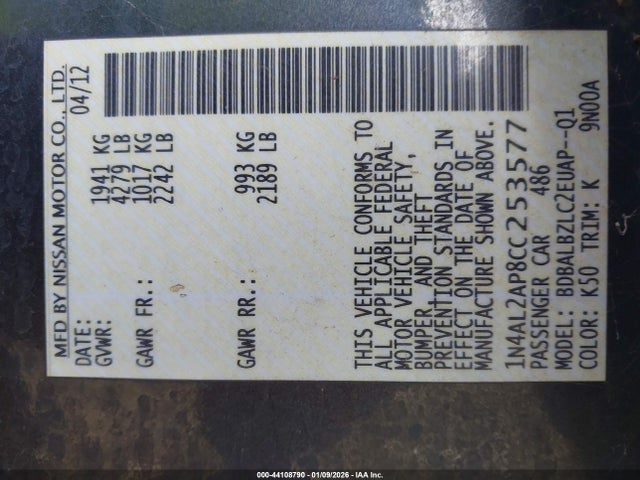 MFD BY NISSAN MOTOR CO., LTD.
DATE: 04/12
GVWR: 1941 KG
4279 LB
GAWR FR.: 1017 KG
2242 LB
GAWR RR.: 993 KG
2189 LB
THIS VEHICLE CONFORMS TO
ALL APPLICABLE FEDERAL
MOTOR VEHICLE SAFETY,
BUMPER, AND THEFT
PREVENTION STANDARDS IN
EFFECT ON THE DATE OF
MANUFACTURE SHOWN ABOVE.
1N4AL2AP8CC253577
PASSENGER CAR 486
MODEL: BDBALBZLC2EUAP--Q1
COLOR: K50 TRIM: K 9N00A
000-44108790 - 01/09/2026 - IAA Inc.